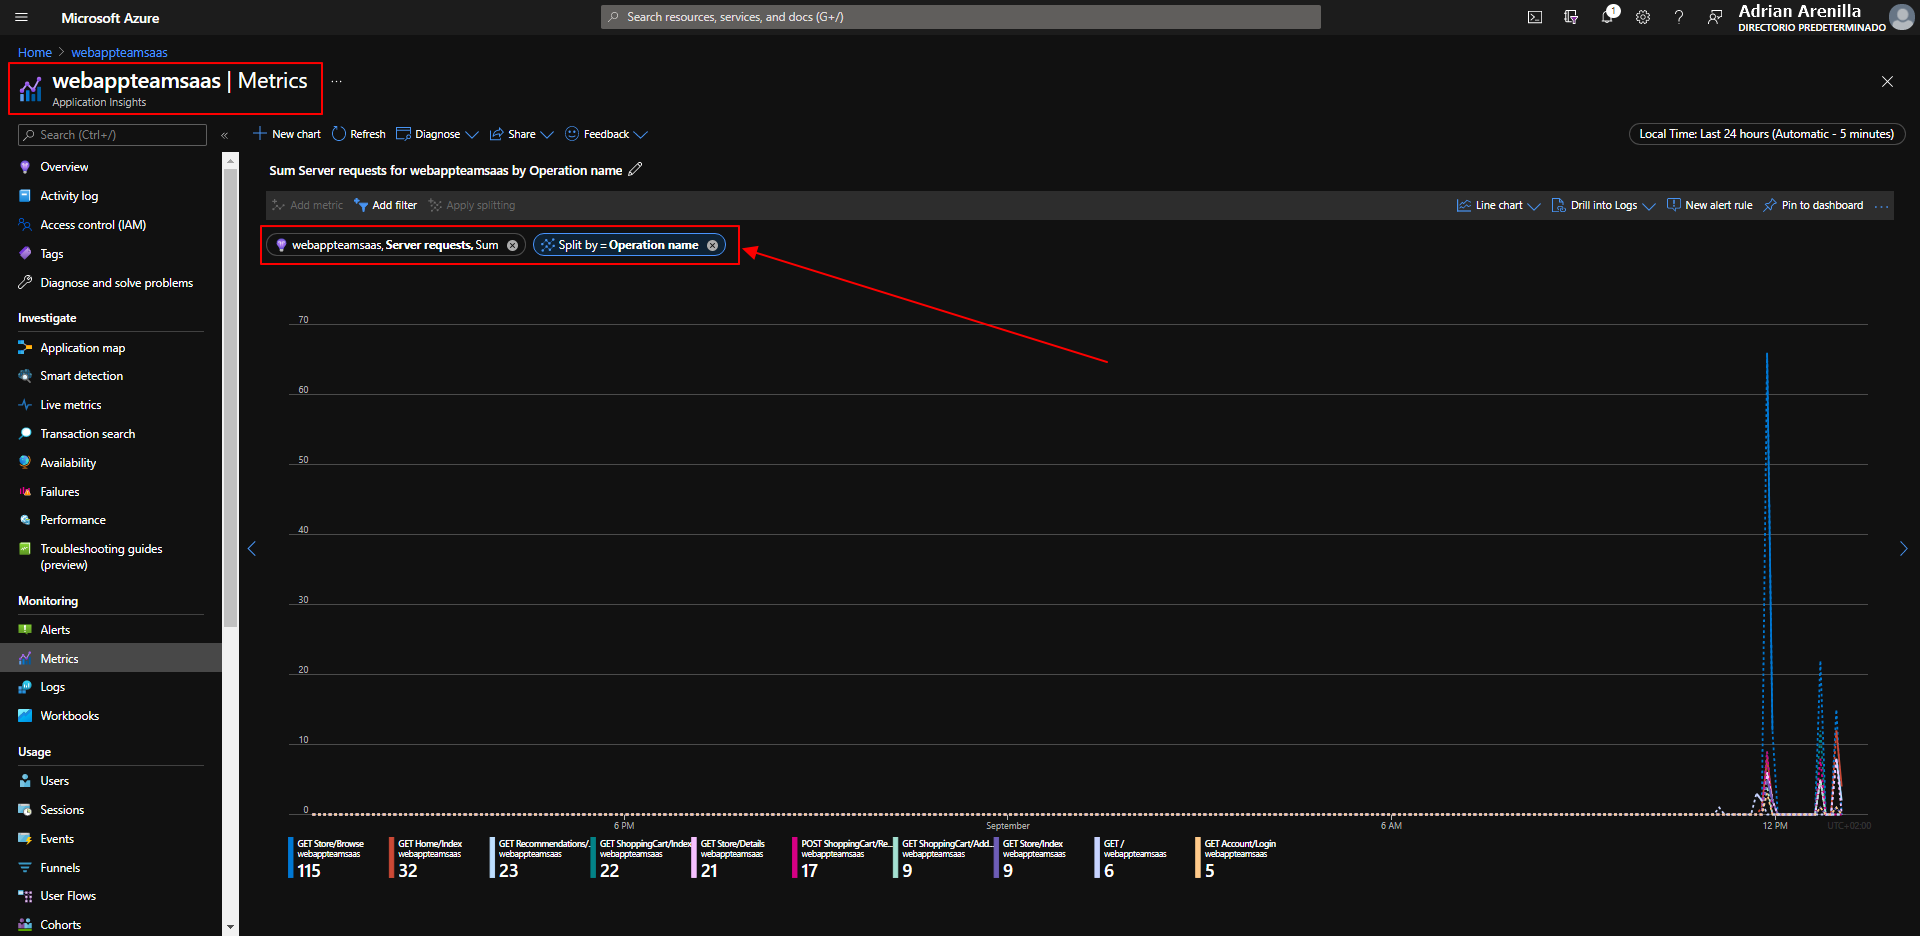 Microsoft Azure
Search resources, services, and docs (G+/)
1
Adrian Arenilla
DIRECTORIO PREDETERMINADO
Home > webappteamsaas
webappteamsaas | Metrics ...
Application Insights
Search (Ctrl+/)
«
New chart
Refresh
Diagnose
Share
Feedback
Local Time: Last 24 hours (Automatic - 5 minutes)
Overview
Activity log
Access control (IAM)
Tags
Diagnose and solve problems
Investigate
Application map
Smart detection
Live metrics
Transaction search
Availability
Failures
Performance
Troubleshooting guides
(preview)
Monitoring
Alerts
Metrics
Logs
Workbooks
Usage
Users
Sessions
Events
Funnels
User Flows
Cohorts
Sum Server requests for webappteamsaas by Operation name
Add metric
Add filter
Apply splitting
Line chart
Drill into Logs
New alert rule
Pin to dashboard
...
webappteamsaas, Server requests, Sum
Split by = Operation name
70
60
50
40
30
20
10
0
6 PM
September
6 AM
12 PM
UTC+02:00
GET Store/Browse
webappteamsaas
115
GET Home/Index
webappteamsaas
32
GET Recommendations/...
webappteamsaas
23
GET ShoppingCart/Index
webappteamsaas
22
GET Store/Details
webappteamsaas
21
POST ShoppingCart/Re...
webappteamsaas
17
GET ShoppingCart/Add...
webappteamsaas
9
GET Store/Index
webappteamsaas
9
GET /
webappteamsaas
6
GET Account/Login
webappteamsaas
5